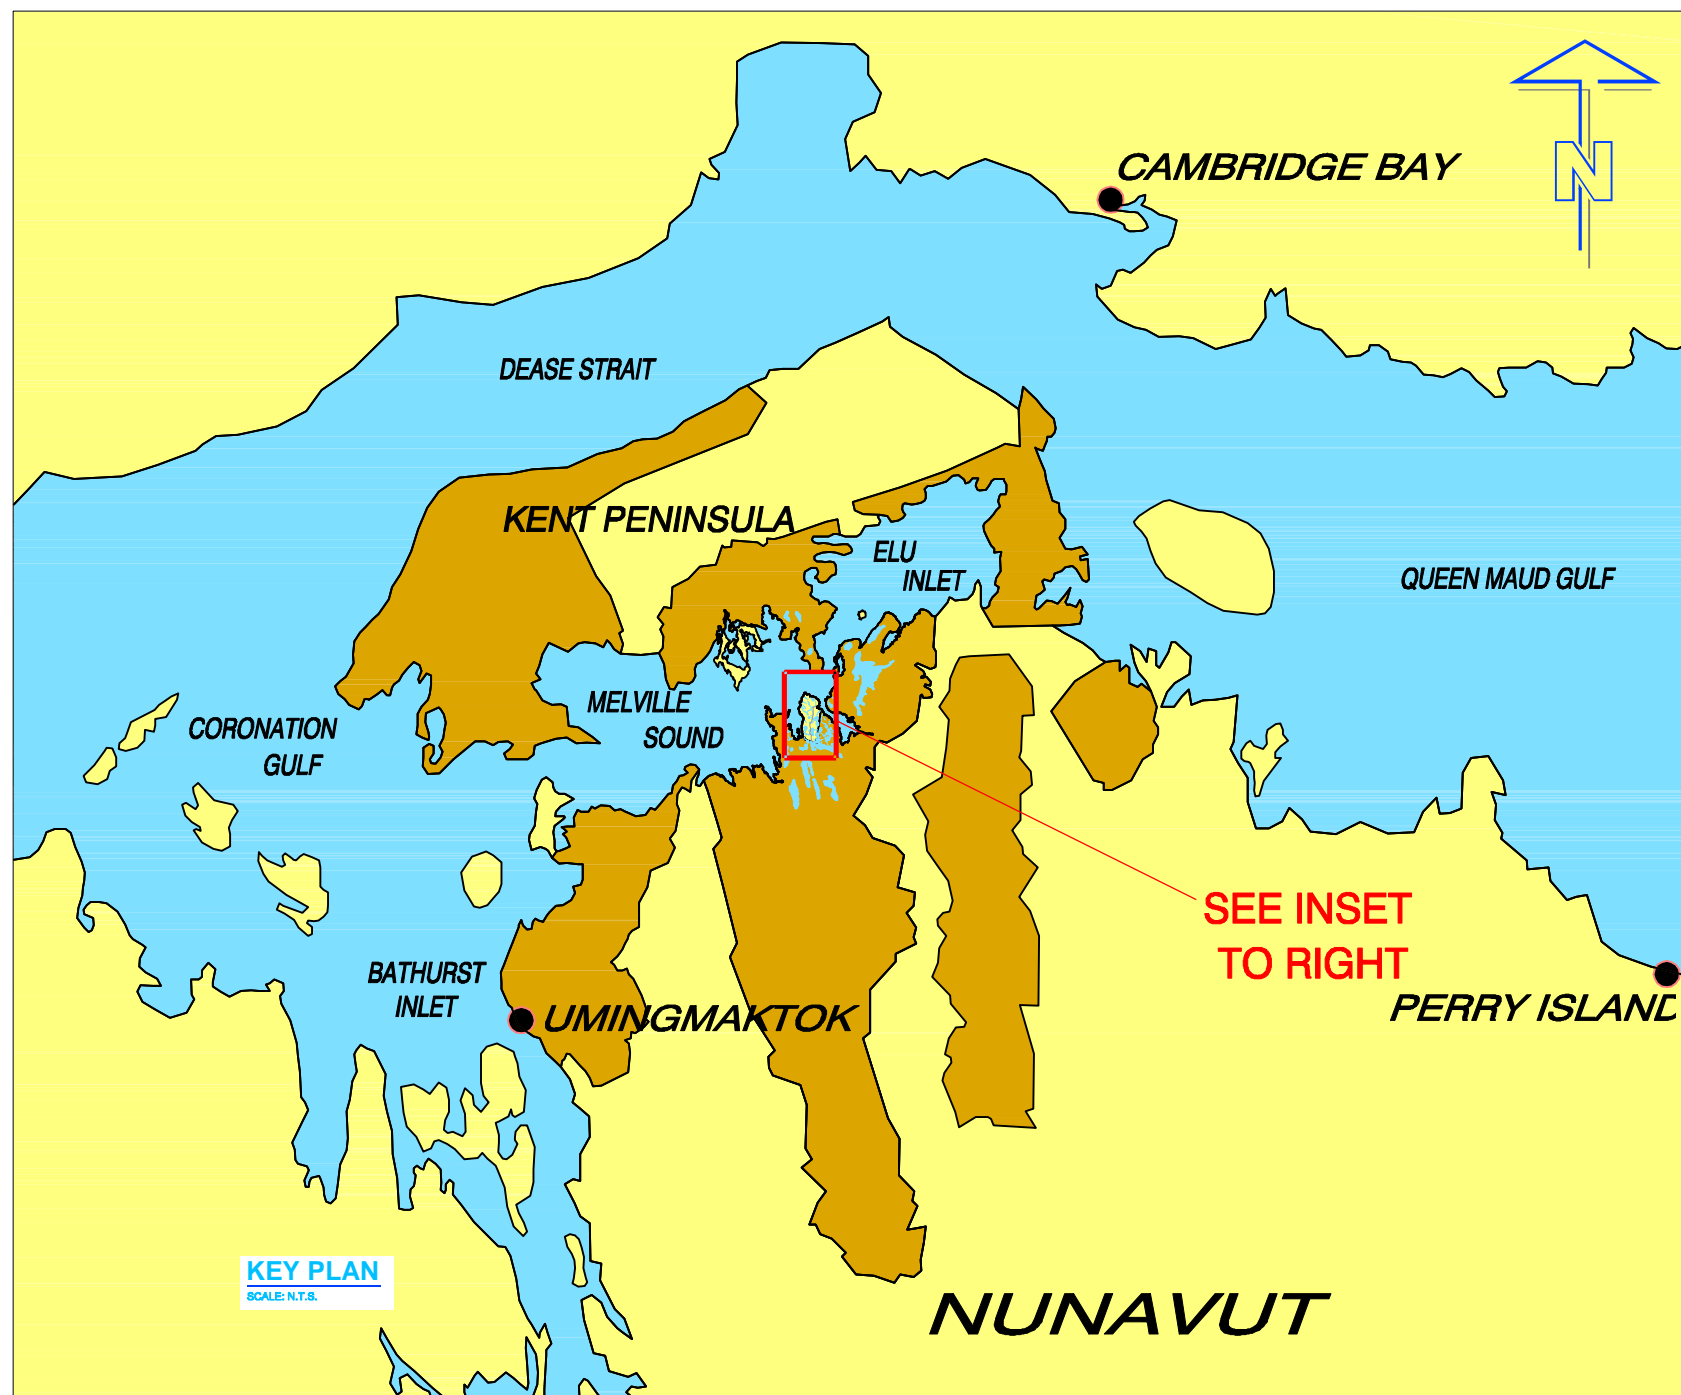 CAMBRIDGE BAY
N
DEASE STRAIT
KENT PENINSULA
ELU
INLET
QUEEN MAUD GULF
MELVILLE
SOUND
CORONATION
GULF
SEE INSET
TO RIGHT
BATHURST
INLET
UMINGMAKTOK
PERRY ISLAND
KEY PLAN
SCALE: N.T.S.
NUNAVUT